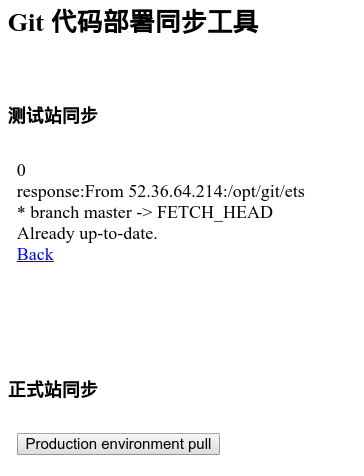 Git 代码部署同步工具
测试站同步
0
response:From 52.36.64.214:/opt/git/ets
* branch master -> FETCH_HEAD
Already up-to-date.
Back
正式站同步
Production environment pull